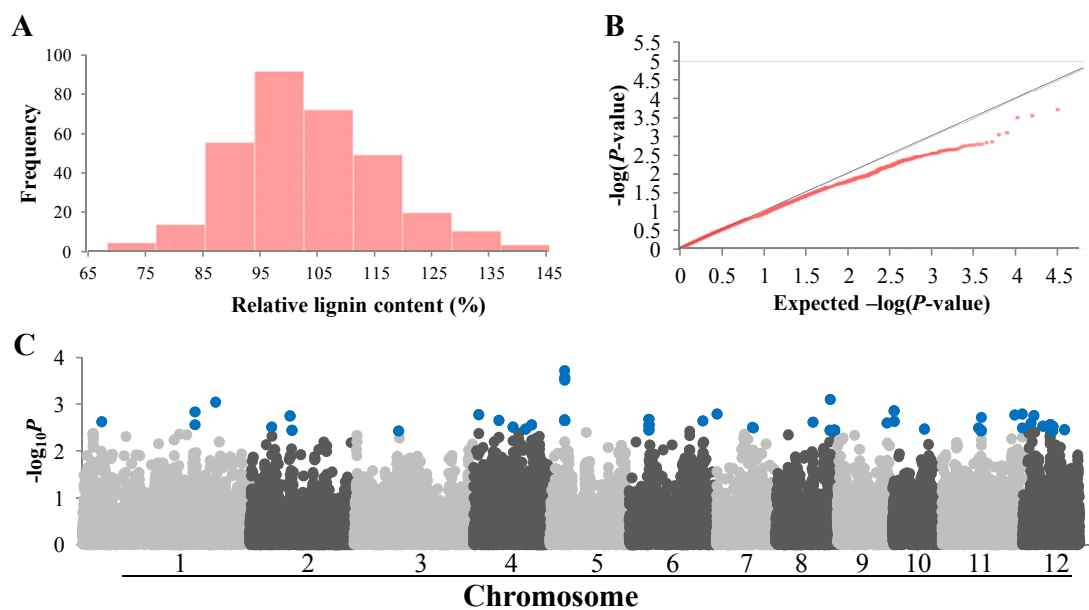 A
100
80
60
40
20
0
Frequency
65 75 85 95 105 115 125 135 145
Relative lignin content (%)
B
5.5
5
4.5
4
3.5
3
2.5
2
1.5
1
0.5
0
-log(P-value)
0 0.5 1 1.5 2 2.5 3 3.5 4 4.5
Expected –log(P-value)
C
4
3
2
1
0
-log10P
1 2 3 4 5 6 7 8 9 10 11 12
Chromosome